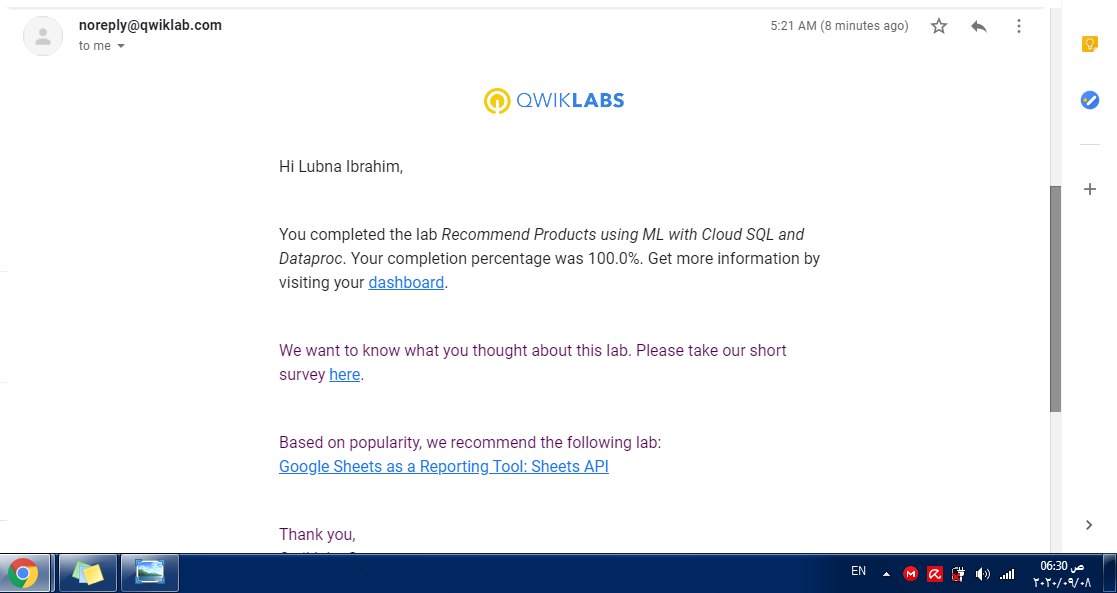 noreply@qwiklab.com
5:21 AM (8 minutes ago)
to me
QWIKLABS
Hi Lubna Ibrahim,
You completed the lab Recommend Products using ML with Cloud SQL and
Dataproc. Your completion percentage was 100.0%. Get more information by
visiting your dashboard.
We want to know what you thought about this lab. Please take our short
survey here.
Based on popularity, we recommend the following lab:
Google Sheets as a Reporting Tool: Sheets API
Thank you,
EN
06:30 ص
٢٠٢٠/٠٩/٠٨